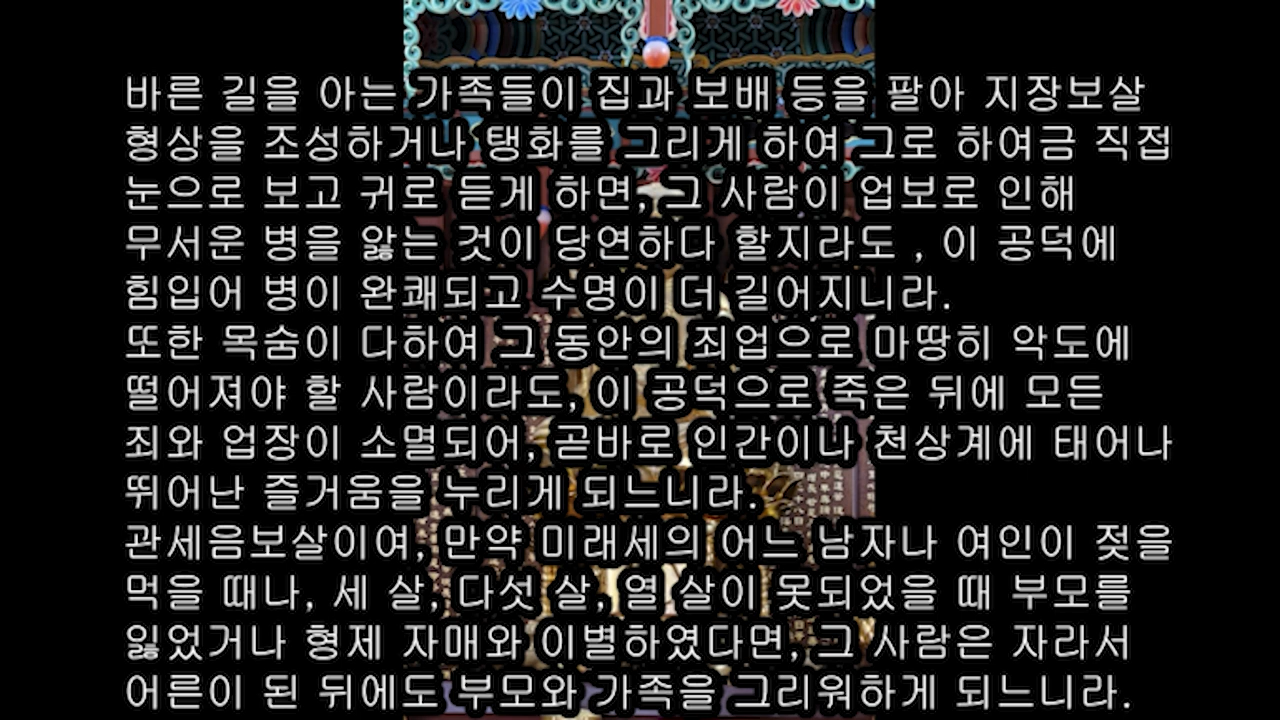 바른 길을 아는 가족들이 집과 보배 등을 팔아 지장보살
형상을 조성하거나 탱화를 그리게 하여 그로 하여금 직접
눈으로 보고 귀로 듣게 하면, 그 사람이 업보로 인해
무서운 병을 앓는 것이 당연하다 할지라도 , 이 공덕에
힘입어 병이 완쾌되고 수명이 더 길어지니라.
또한 목숨이 다하여 그 동안의 죄업으로 마땅히 악도에
떨어져야 할 사람이라도, 이 공덕으로 죽은 뒤에 모든
죄와 업장이 소멸되어, 곧바로 인간이나 천상계에 태어나
뛰어난 즐거움을 누리게 되느니라.
관세음보살이여, 만약 미래세의 어느 남자나 여인이 젖을
먹을 때나, 세 살, 다섯 살, 열 살이 못되었을 때 부모를
잃었거나 형제 자매와 이별하였다면, 그 사람은 자라서
어른이 된 뒤에도 부모와 가족을 그리워하게 되느니라.